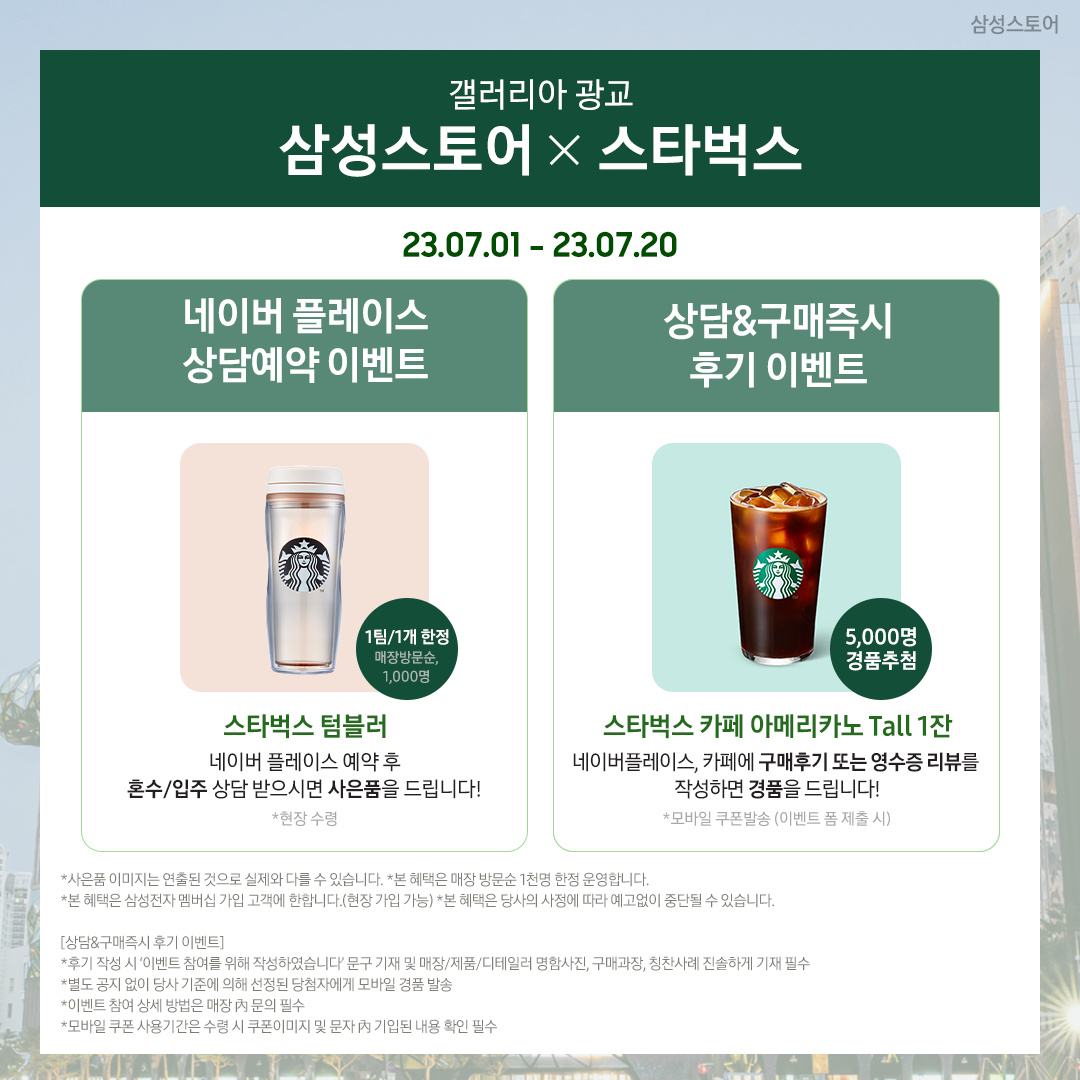 삼성스토어
갤러리아 광교
삼성스토어 × 스타벅스
23.07.01 - 23.07.20
네이버 플레이스
상담예약 이벤트
1팀/1개 한정
매장방문순,
1,000명
스타벅스 텀블러
네이버 플레이스 예약 후
혼수/입주 상담 받으시면 사은품을 드립니다!
*현장 수령
상담&구매즉시
후기 이벤트
5,000명
경품추첨
스타벅스 카페 아메리카노 Tall 1잔
네이버플레이스, 카페에 구매후기 또는 영수증 리뷰를
작성하면 경품을 드립니다!
*모바일 쿠폰발송 (이벤트 폼 제출 시)
*사은품 이미지는 연출된 것으로 실제와 다를 수 있습니다. *본 혜택은 매장 방문순 1천명 한정 운영합니다.
*본 혜택은 삼성전자 멤버십 가입 고객에 한합니다.(현장 가입 가능) *본 혜택은 당사의 사정에 따라 예고없이 중단될 수 있습니다.
[상담&구매즉시 후기 이벤트]
*후기 작성 시 '이벤트 참여를 위해 작성하였습니다' 문구 기재 및 매장/제품/디테일러 명함사진, 구매과장, 칭찬사례 진솔하게 기재 필수
*별도 공지 없이 당사 기준에 의해 선정된 당첨자에게 모바일 경품 발송
*이벤트 참여 상세 방법은 매장 內 문의 필수
*모바일 쿠폰 사용기간은 수령 시 쿠폰이미지 및 문자 內 기입된 내용 확인 필수